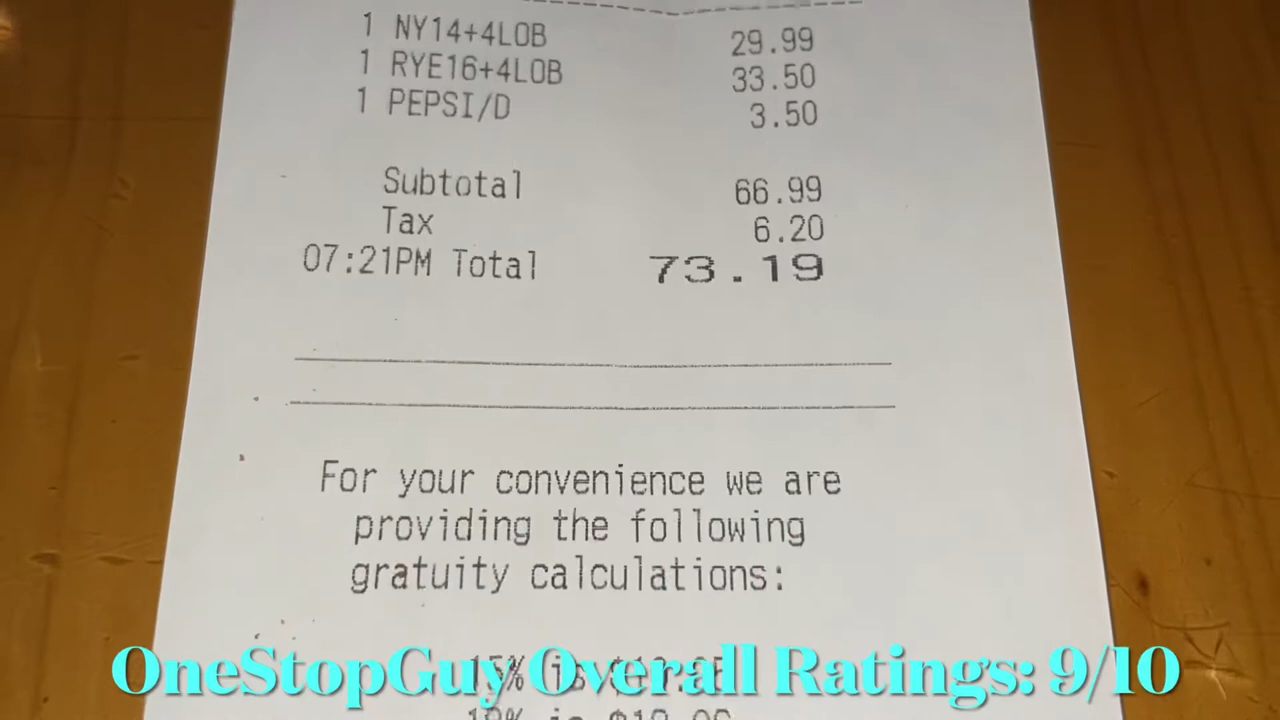 1 NY14+4LOB 29.99
1 RYE16+4LOB 33.50
1 PEPSI/D 3.50
Subtotal 66.99
Tax 6.20
07:21PM Total 73.19
For your convenience we are
providing the following
gratuity calculations:
15% is
OneStopGuy Overall Ratings: 9/10